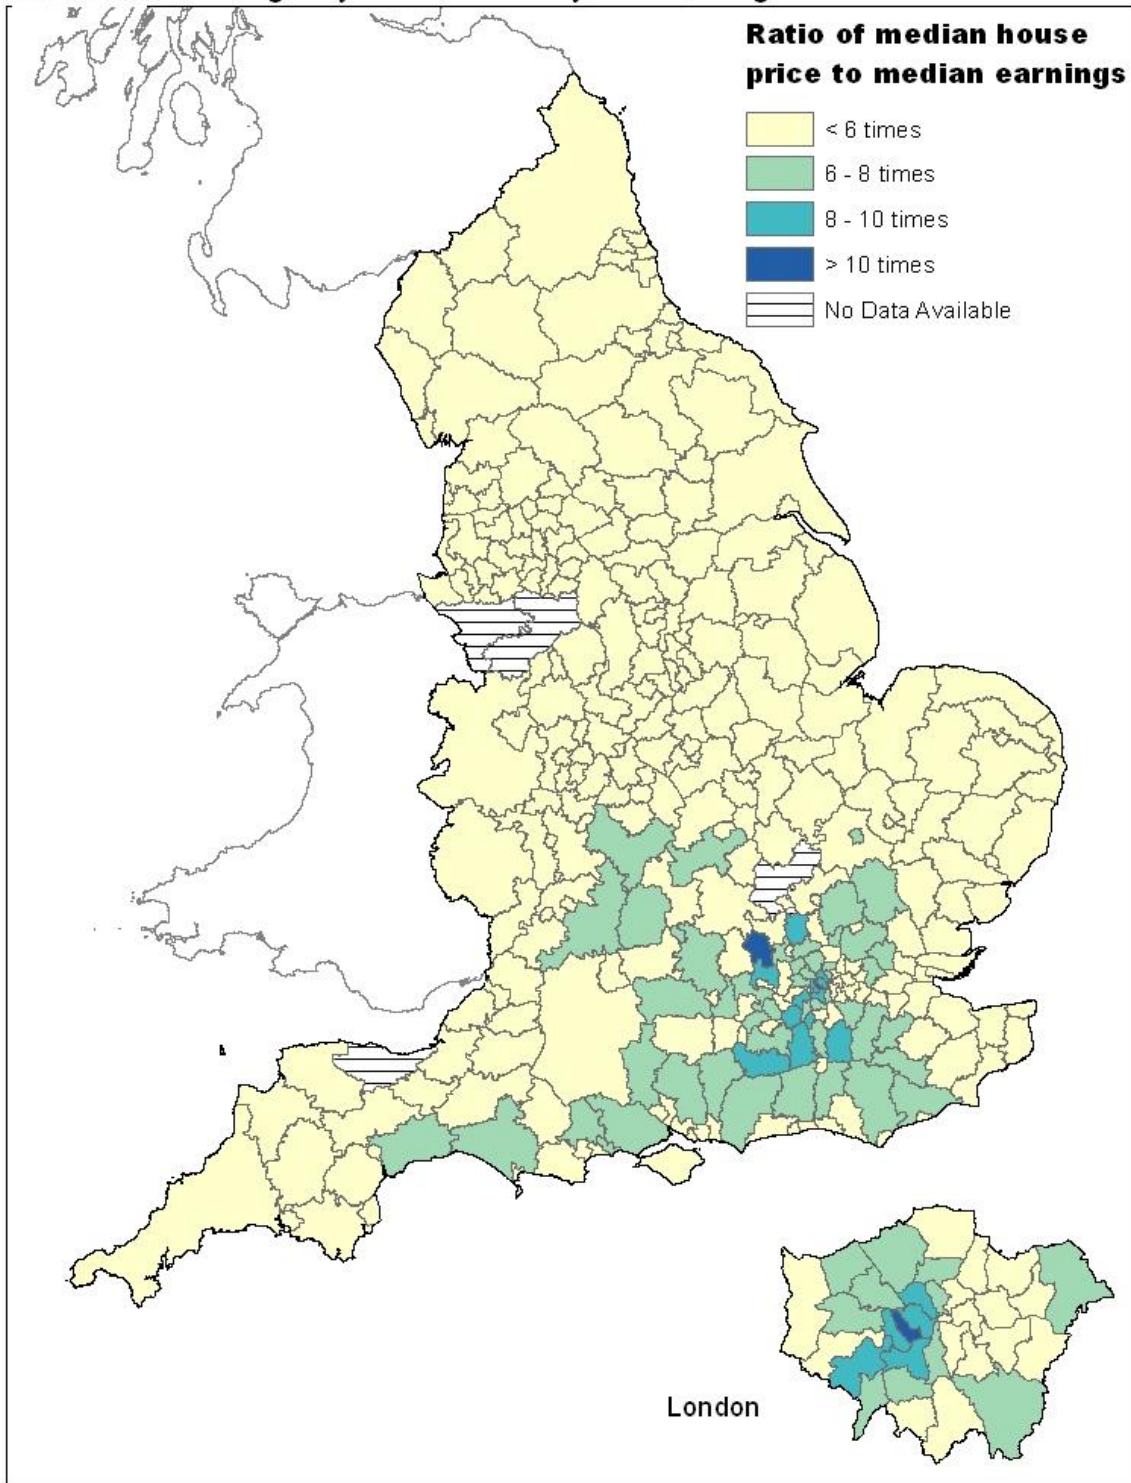 Ratio of median house
price to median earnings
< 6 times
6 - 8 times
8 - 10 times
> 10 times
No Data Available
London